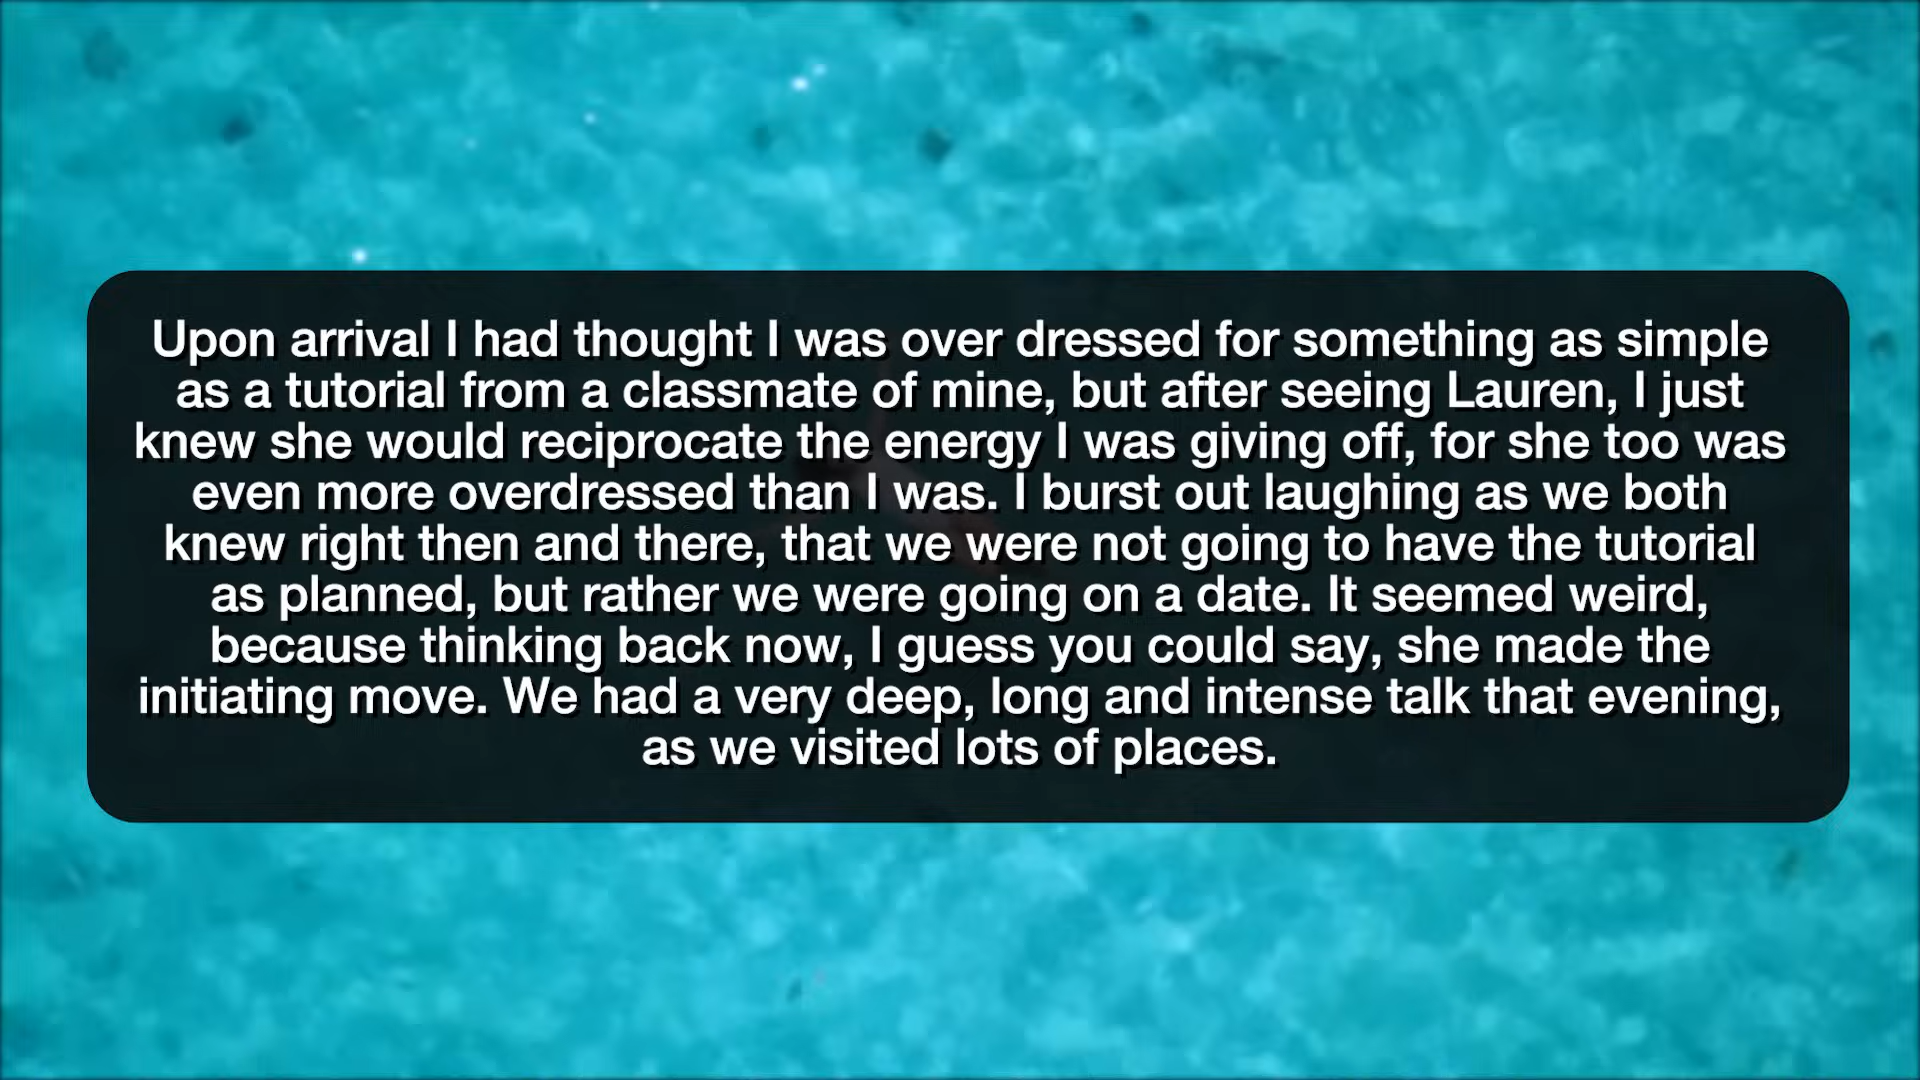 Upon arrival I had thought I was over dressed for something as simple
as a tutorial from a classmate of mine, but after seeing Lauren, I just
knew she would reciprocate the energy I was giving off, for she too was
even more overdressed than I was. I burst out laughing as we both
knew right then and there, that we were not going to have the tutorial
as planned, but rather we were going on a date. It seemed weird,
because thinking back now, I guess you could say, she made the
initiating move. We had a very deep, long and intense talk that evening,
as we visited lots of places.